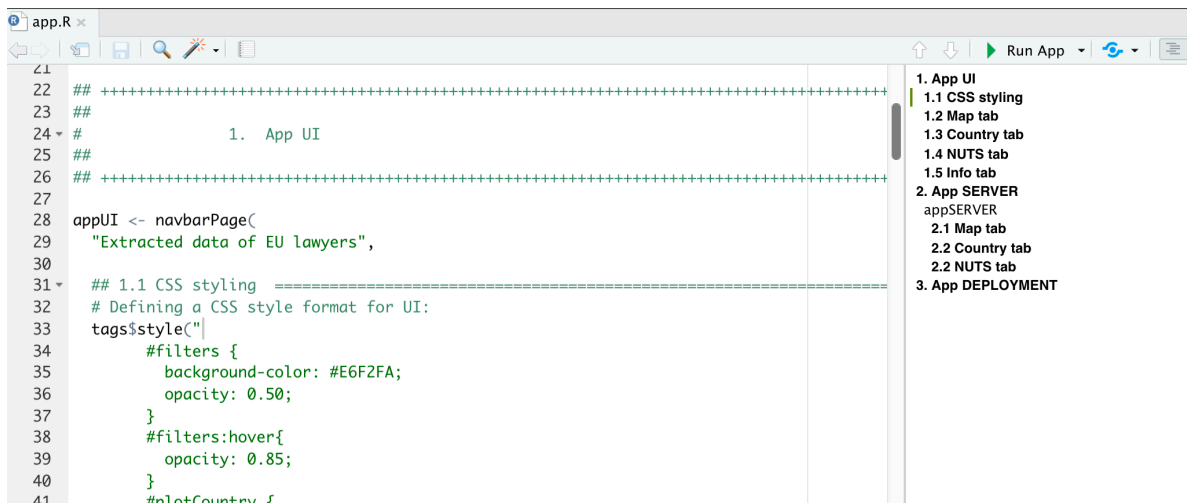 app.R
Run App
21
22 ## +++++++++++++++++++++++++++++++++++++++++++++++++++++++++++++++++++++++++++++++++++++
23 ##
24 # 1. App UI
25 ##
26 ## +++++++++++++++++++++++++++++++++++++++++++++++++++++++++++++++++++++++++++++++++++++
27
28 appUI <- navbarPage(
29 "Extracted data of EU lawyers",
30
31 ## 1.1 CSS styling ===================================================================
32 # Defining a CSS style format for UI:
33 tags$style("
34 #filters {
35 background-color: #E6F2FA;
36 opacity: 0.50;
37 }
38 #filters:hover{
39 opacity: 0.85;
40 }
41 #plotCountry {
1. App UI
1.1 CSS styling
1.2 Map tab
1.3 Country tab
1.4 NUTS tab
1.5 Info tab
2. App SERVER
appSERVER
2.1 Map tab
2.2 Country tab
2.2 NUTS tab
3. App DEPLOYMENT